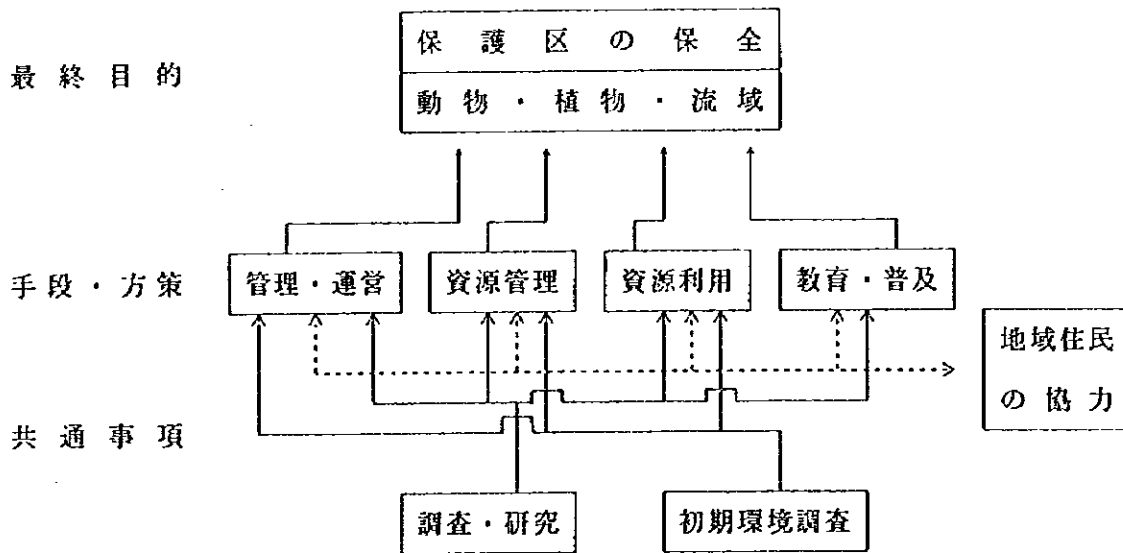 保護区の保全
最終目的
動物・植物・流域
手段・方策
管理・運営
資源管理
資源利用
教育・普及
地域住民
の協力
共通事項
調査・研究
初期環境調査